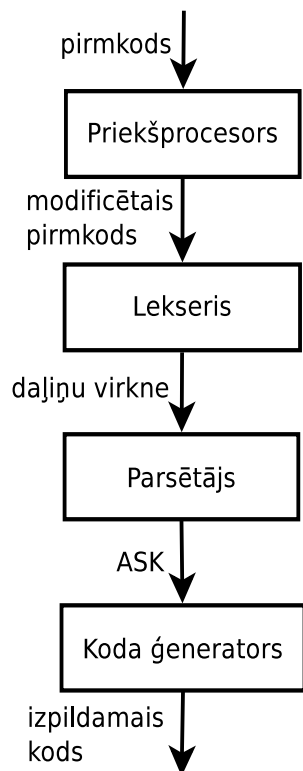 pirmkods
Priekšprocesors
modificētais
pirmkods
Lekseris
daļiņu virkne
Parsētājs
ASK
Koda ģenerators
izpildamais
kods